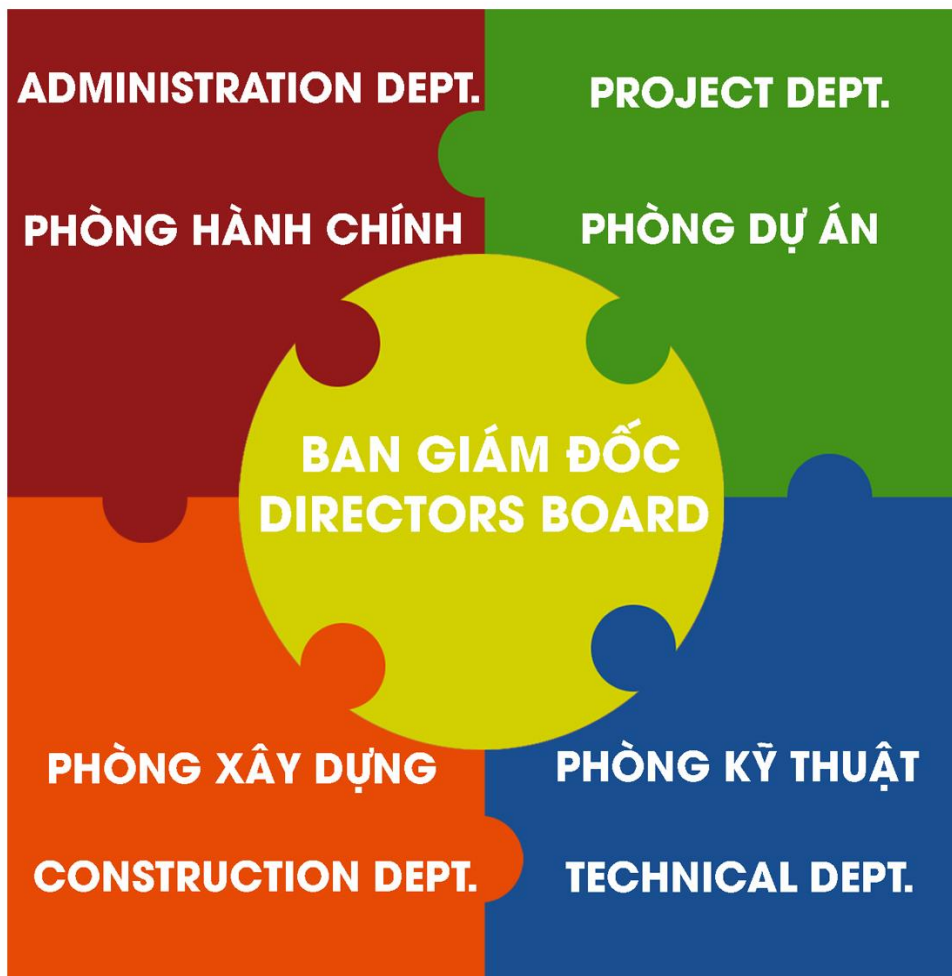 ADMINISTRATION DEPT.
PHÒNG HÀNH CHÍNH
PROJECT DEPT.
PHÒNG DỰ ÁN
BAN GIÁM ĐỐC
DIRECTORS BOARD
PHÒNG XÂY DỰNG
CONSTRUCTION DEPT.
PHÒNG KỸ THUẬT
TECHNICAL DEPT.